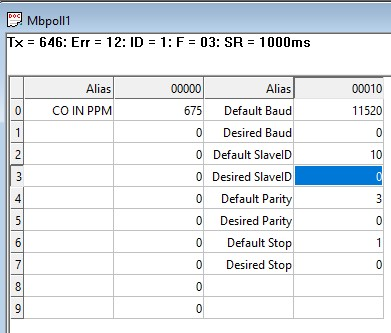 DOC Mbpoll1
Tx = 646: Err = 12: ID = 1: F = 03: SR = 1000ms
Alias 00000 Alias 00010
0 CO IN PPM 675 Default Baud 11520
1 0 Desired Baud 0
2 0 Default SlaveID 10
3 0 Desired SlaveID 0
4 0 Default Parity 3
5 0 Desired Parity 0
6 0 Default Stop 1
7 0 Desired Stop 0
8 0
9 0